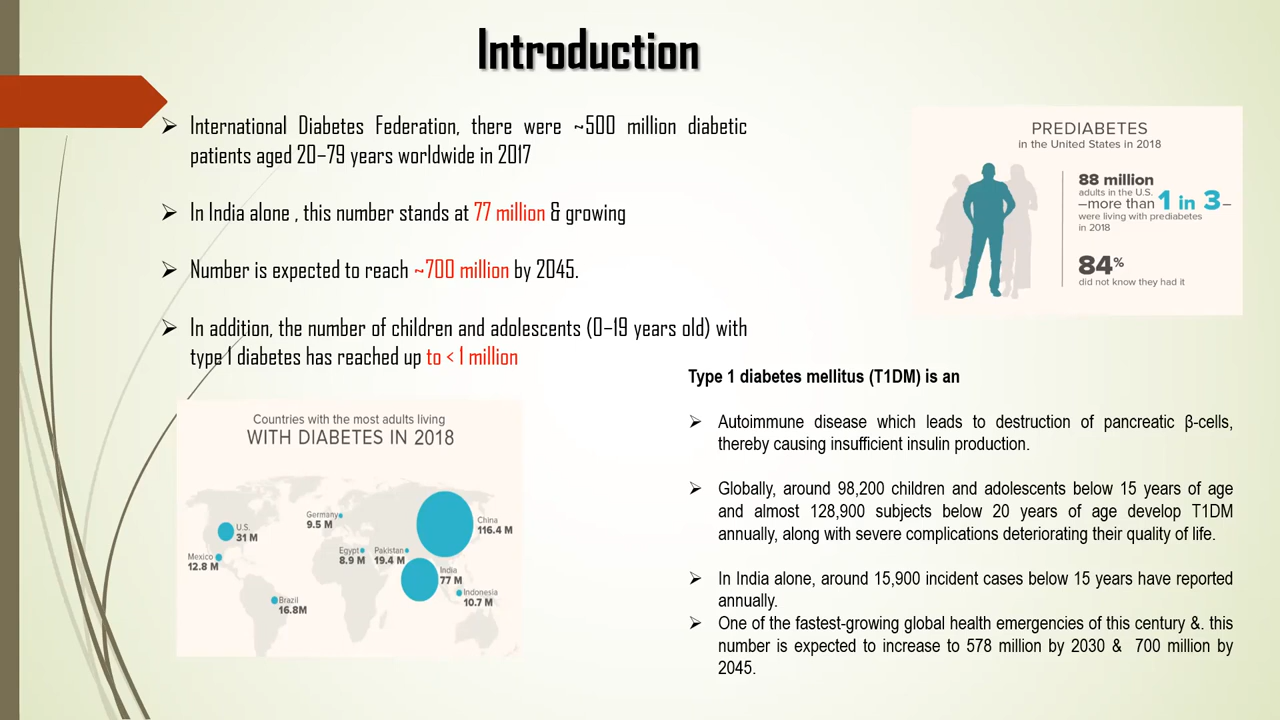 Introduction
➢ International Diabetes Federation, there were ~500 million diabetic
patients aged 20–79 years worldwide in 2017
➢ In India alone , this number stands at 77 million & growing
➢ Number is expected to reach ~700 million by 2045.
➢ In addition, the number of children and adolescents (0–19 years old) with
type 1 diabetes has reached up to < 1 million
PREDIABETES
in the United States in 2018
88 million
adults in the U.S.
–more than 1 in 3–
were living with prediabetes
in 2018
84%
did not know they had it
Countries with the most adults living
WITH DIABETES IN 2018
U.S.
31 M
Mexico
12.8 M
Brazil
16.8M
Germany
9.5 M
Egypt
8.9 M
Pakistan
19.4 M
China
116.4 M
India
77 M
Indonesia
10.7 M
Type 1 diabetes mellitus (T1DM) is an
➢ Autoimmune disease which leads to destruction of pancreatic β-cells,
thereby causing insufficient insulin production.
➢ Globally, around 98,200 children and adolescents below 15 years of age
and almost 128,900 subjects below 20 years of age develop T1DM
annually, along with severe complications deteriorating their quality of life.
➢ In India alone, around 15,900 incident cases below 15 years have reported
annually.
➢ One of the fastest-growing global health emergencies of this century &. this
number is expected to increase to 578 million by 2030 & 700 million by
2045.